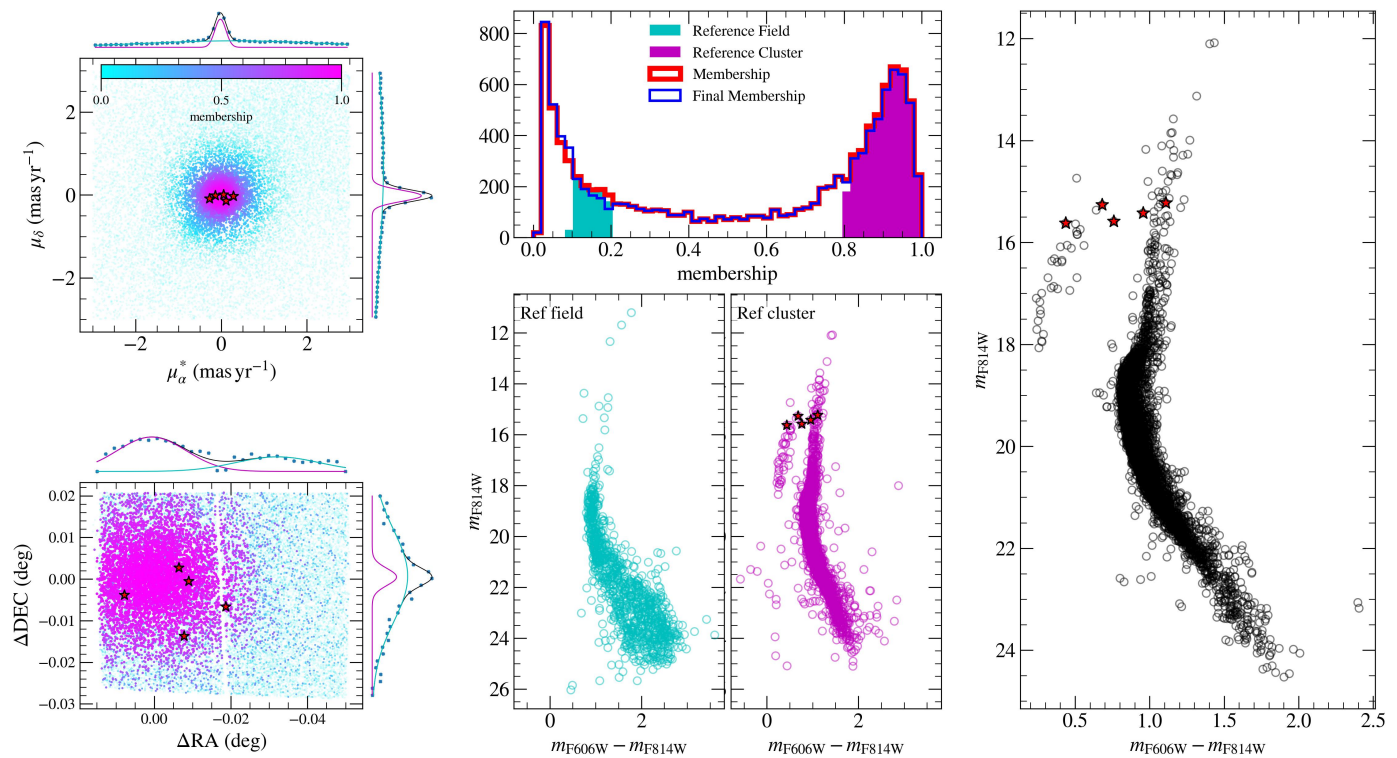 0.0 0.5 1.0
membership
2
0
−2
μδ (mas yr⁻¹)
−2 0 2
μ*α (mas yr⁻¹)
0.02
0.01
0.00
−0.01
−0.02
−0.03
ΔDEC (deg)
0.00 −0.02 −0.04
ΔRA (deg)
800
600
400
200
0
Reference Field
Reference Cluster
Membership
Final Membership
0.0 0.2 0.4 0.6 0.8 1.0
membership
Ref field
12
14
16
18
20
22
24
26
mF814W
0 2
mF606W − mF814W
Ref cluster
0 2
mF606W − mF814W
12
14
16
18
20
22
24
mF814W
0.5 1.0 1.5 2.0 2.5
mF606W − mF814W